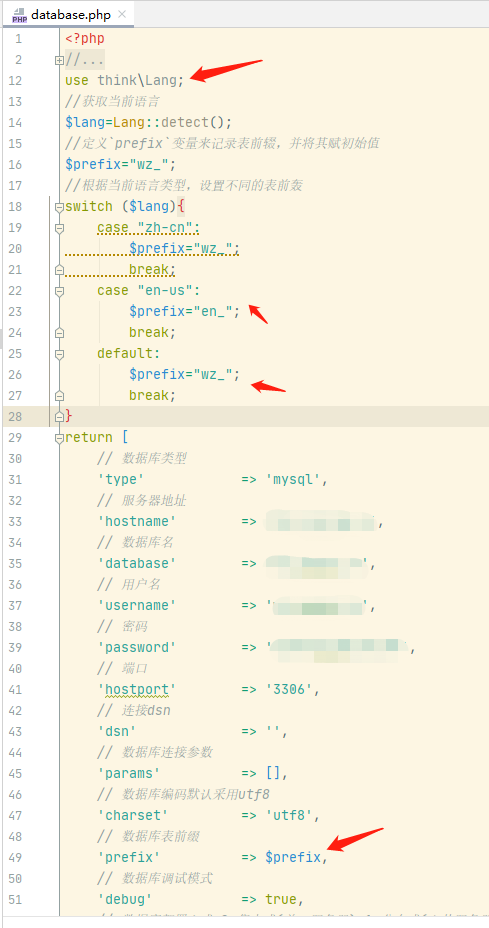 database.php
1 <?php
2 //...
12 use think\Lang;
13 //获取当前语言
14 $lang=Lang::detect();
15 //定义`prefix`变量来记录表前辍，并将其赋初始值
16 $prefix="wz_";
17 //根据当前语言类型，设置不同的表前轰
18 switch ($lang){
19 case "zh-cn":
20 $prefix="wz_";
21 break;
22 case "en-us":
23 $prefix="en_";
24 break;
25 default:
26 $prefix="wz_";
27 break;
28 }
29 return [
30 // 数据库类型
31 'type' => 'mysql',
32 // 服务器地址
33 'hostname' => ,
34 // 数据库名
35 'database' => ' ',
36 // 用户名
37 'username' => ' ',
38 // 密码
39 'password' => ' ,
40 // 端口
41 'hostport' => '3306',
42 // 连接dsn
43 'dsn' => '',
44 // 数据库连接参数
45 'params' => [],
46 // 数据库编码默认采用utf8
47 'charset' => 'utf8',
48 // 数据库表前缀
49 'prefix' => $prefix,
50 // 数据库调试模式
51 'debug' => true,